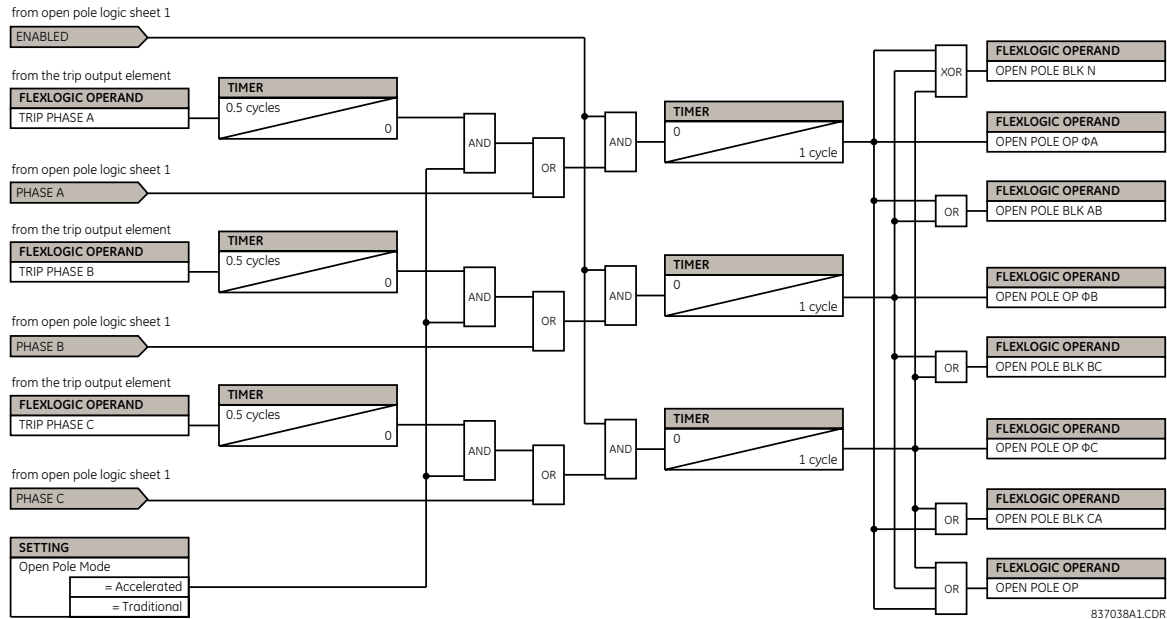 from open pole logic sheet 1
ENABLED
from the trip output element
FLEXLOGIC OPERAND
TRIP PHASE A
TIMER
0.5 cycles
0
AND
from open pole logic sheet 1
PHASE A
OR
AND
TIMER
0
1 cycle
from the trip output element
FLEXLOGIC OPERAND
TRIP PHASE B
TIMER
0.5 cycles
0
AND
from open pole logic sheet 1
PHASE B
OR
AND
TIMER
0
1 cycle
from the trip output element
FLEXLOGIC OPERAND
TRIP PHASE C
TIMER
0.5 cycles
0
AND
from open pole logic sheet 1
PHASE C
OR
AND
TIMER
0
1 cycle
SETTING
Open Pole Mode
= Accelerated
= Traditional
XOR
FLEXLOGIC OPERAND
OPEN POLE BLK N
FLEXLOGIC OPERAND
OPEN POLE OP ΦA
OR
FLEXLOGIC OPERAND
OPEN POLE BLK AB
FLEXLOGIC OPERAND
OPEN POLE OP ΦB
OR
FLEXLOGIC OPERAND
OPEN POLE BLK BC
FLEXLOGIC OPERAND
OPEN POLE OP ΦC
OR
FLEXLOGIC OPERAND
OPEN POLE BLK CA
OR
FLEXLOGIC OPERAND
OPEN POLE OP
837038A1.CDR